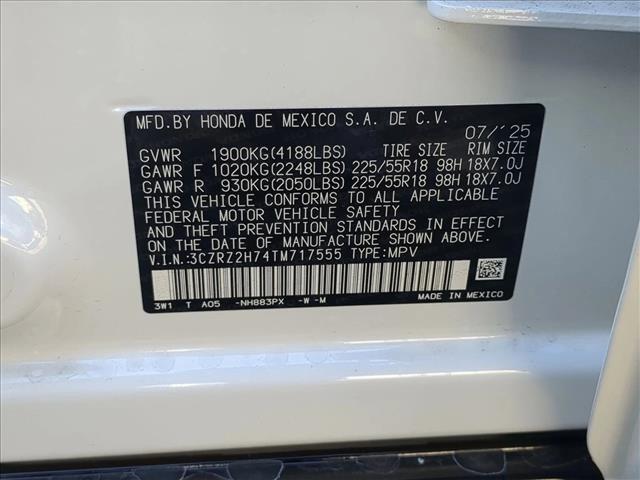 MFD.BY HONDA DE MEXICO S.A. DE C.V.
07/'25
GVWR 1900KG(4188LBS) TIRE SIZE RIM SIZE
GAWR F 1020KG(2248LBS) 225/55R18 98H 18X7.0J
GAWR R 930KG(2050LBS) 225/55R18 98H 18X7.0J
THIS VEHICLE CONFORMS TO ALL APPLICABLE
FEDERAL MOTOR VEHICLE SAFETY
AND THEFT PREVENTION STANDARDS IN EFFECT
ON THE DATE OF MANUFACTURE SHOWN ABOVE.
V.I.N.:3CZRZ2H74TM717555 TYPE:MPV
3W1 T A05 -NH883PX -W-M MADE IN MEXICO